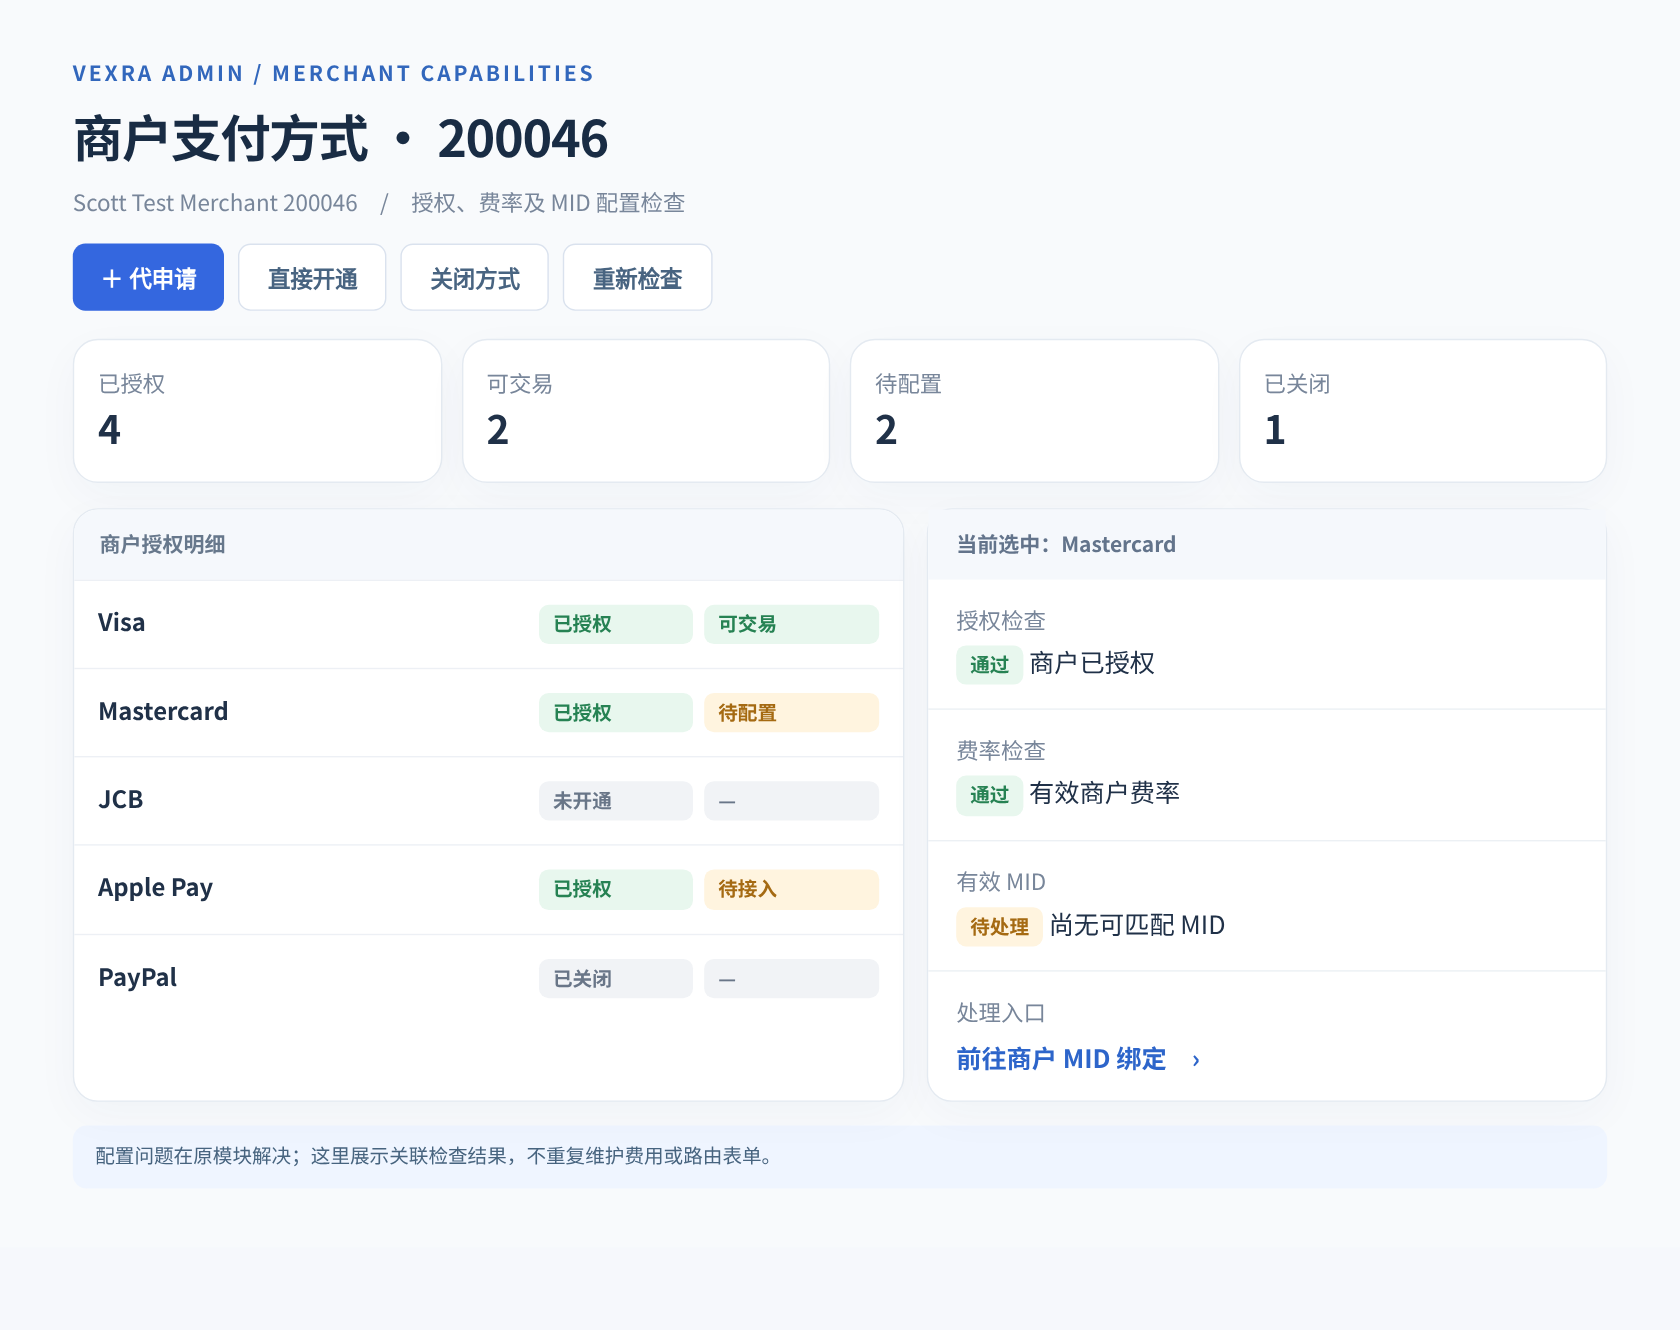 VEXRA ADMIN / MERCHANT CAPABILITIES
商户支付方式 · 200046
Scott Test Merchant 200046 / 授权、费率及 MID 配置检查
＋ 代申请 直接开通 关闭方式 重新检查
已授权 可交易 待配置 已关闭
4 2 2 1
商户授权明细
Visa 已授权 可交易
Mastercard 已授权 待配置
JCB 未开通 —
Apple Pay 已授权 待接入
PayPal 已关闭 —
当前选中：Mastercard
授权检查
通过 商户已授权
费率检查
通过 有效商户费率
有效 MID
待处理 尚无可匹配 MID
处理入口
前往商户 MID 绑定 ›
配置问题在原模块解决；这里展示关联检查结果，不重复维护费用或路由表单。